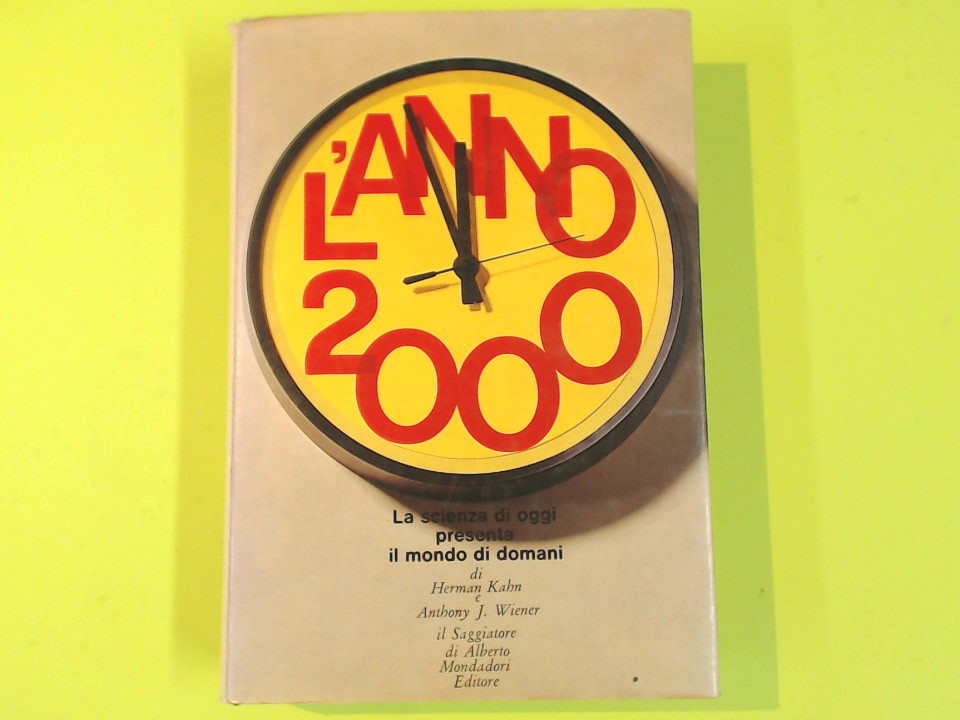 L'ANNO
2000
La scienza di oggi
presenta
il mondo di domani
di
Herman Kahn
e
Anthony J. Wiener
il Saggiatore
di Alberto
Mondadori
Editore